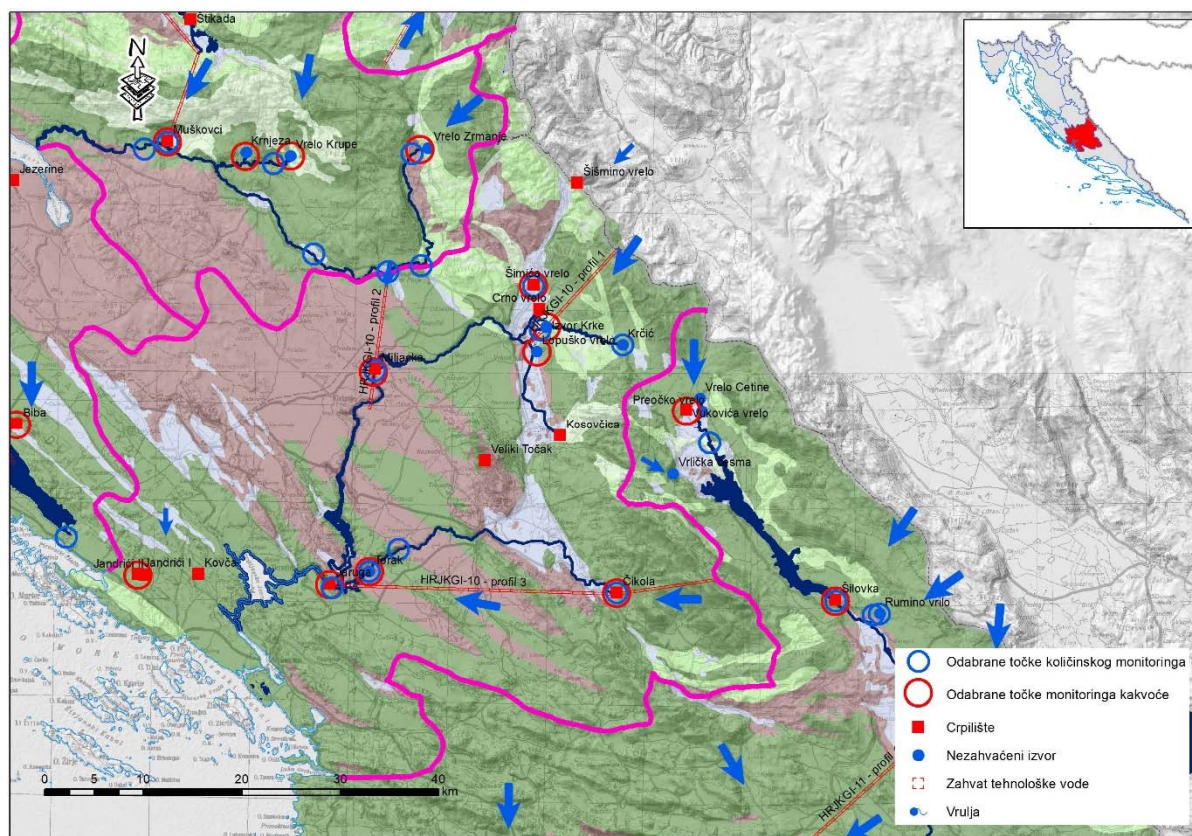 Štikada
N
Muškovci
Krnjeza
Vrelo Krupe
Vrelo Zrmanje
Jezerine
Šišmino vrelo
HRJKGI-10 - profil 1
HRJKGI-10 - profil 2
Šimića vrelo
Crno vrelo
Izvor Krke
Krčić
Lopuško vrelo
Miljacka
Vrelo Cetine
Preočko vrelo
Vukovića vrelo
Biba
Kosovčica
Veliki Točak
Vrlička česma
Jandrići II
Jandrići I
Kovča
Torak
Jaruga
HRJKGI-10 - profil 3
Čikola
Šilovka
Rumino vrilo
M O R E
O. Žirje
HRJKGI-11 - profil
0 5 10 20 30 40
km
Odabrane točke količinskog monitoringa
Odabrane točke monitoringa kakvoće
Crpilište
Nezahvaćeni izvor
Zahvat tehnološke vode
Vrulja